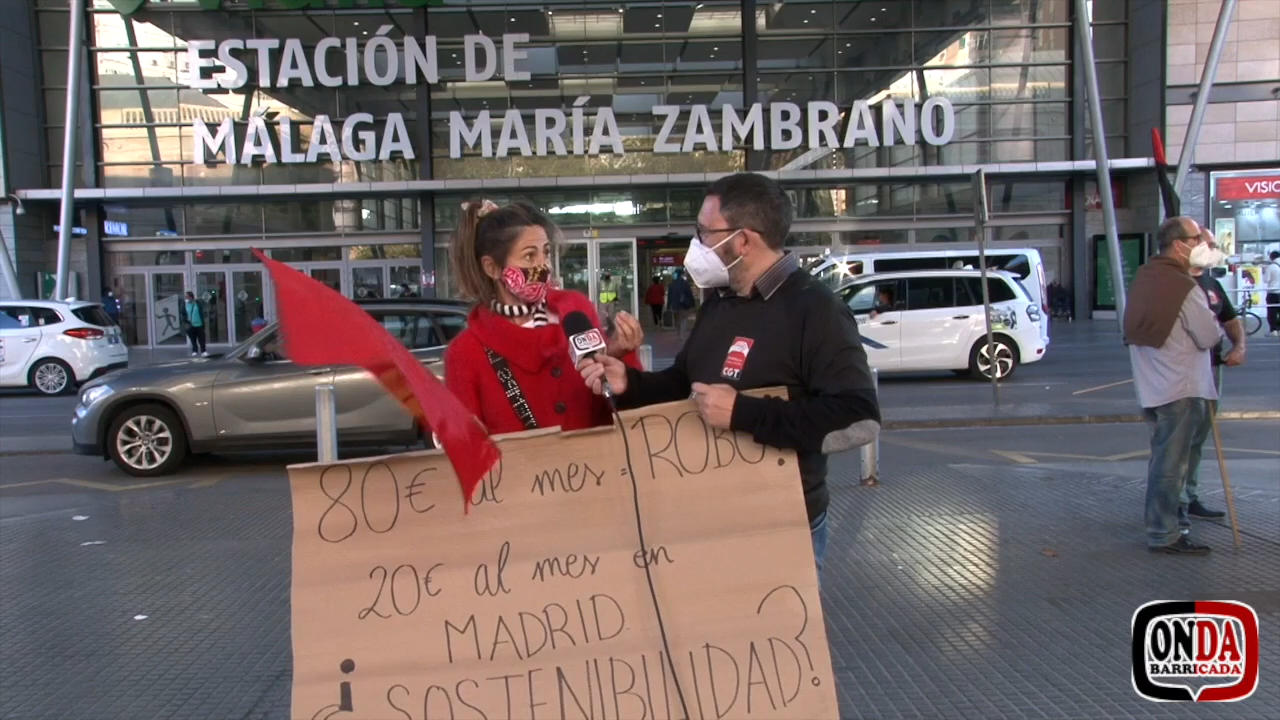 ESTACIÓN DE
MÁLAGA MARÍA ZAMBRANO
VISIO
ONDA
CGT
80€ al mes = ROBO!
20€ al mes en
MADRID
¿SOSTENIBILIDAD?
ONDA
BARRICADA